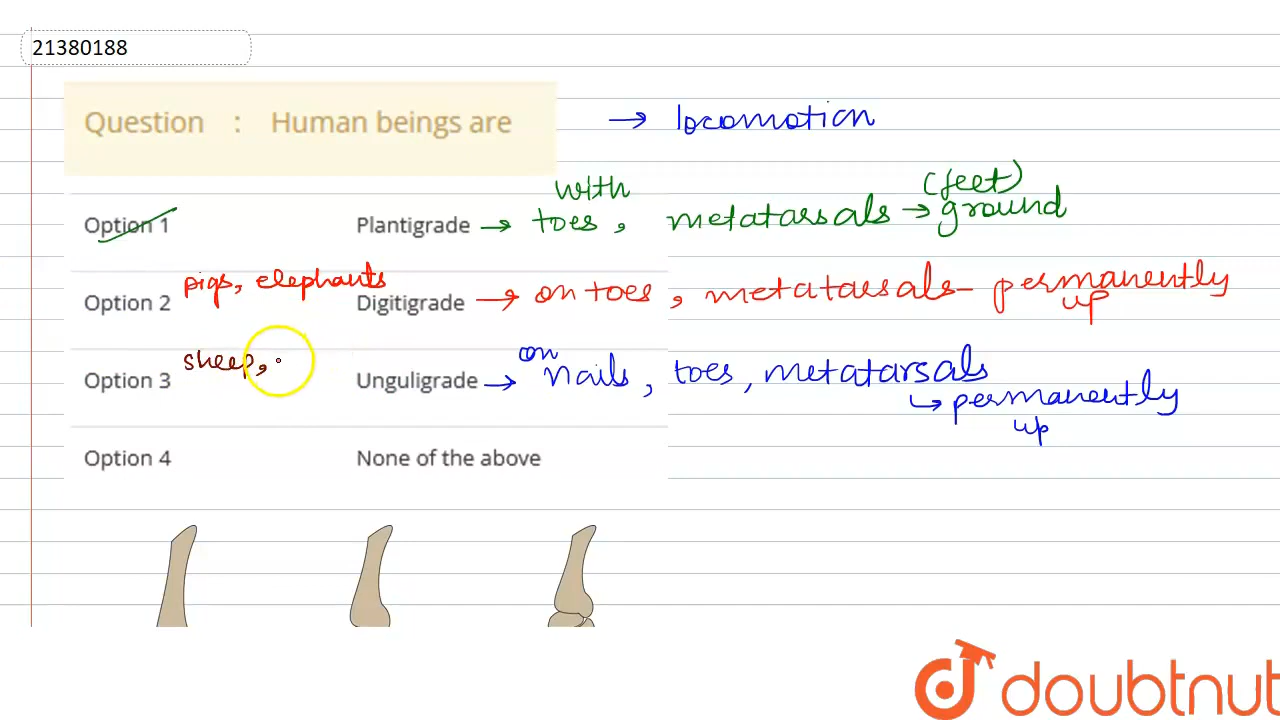 21380188
Question : Human beings are → locomotion
Option 1 Plantigrade → with toes, metatarsals → (feet) ground
pigs, elephants
Option 2 Digitigrade → on toes, metatarsals - permanently up
sheep,
Option 3 Unguligrade → on nails, toes, metatarsals
↳ permanently up
Option 4 None of the above
doubtnut